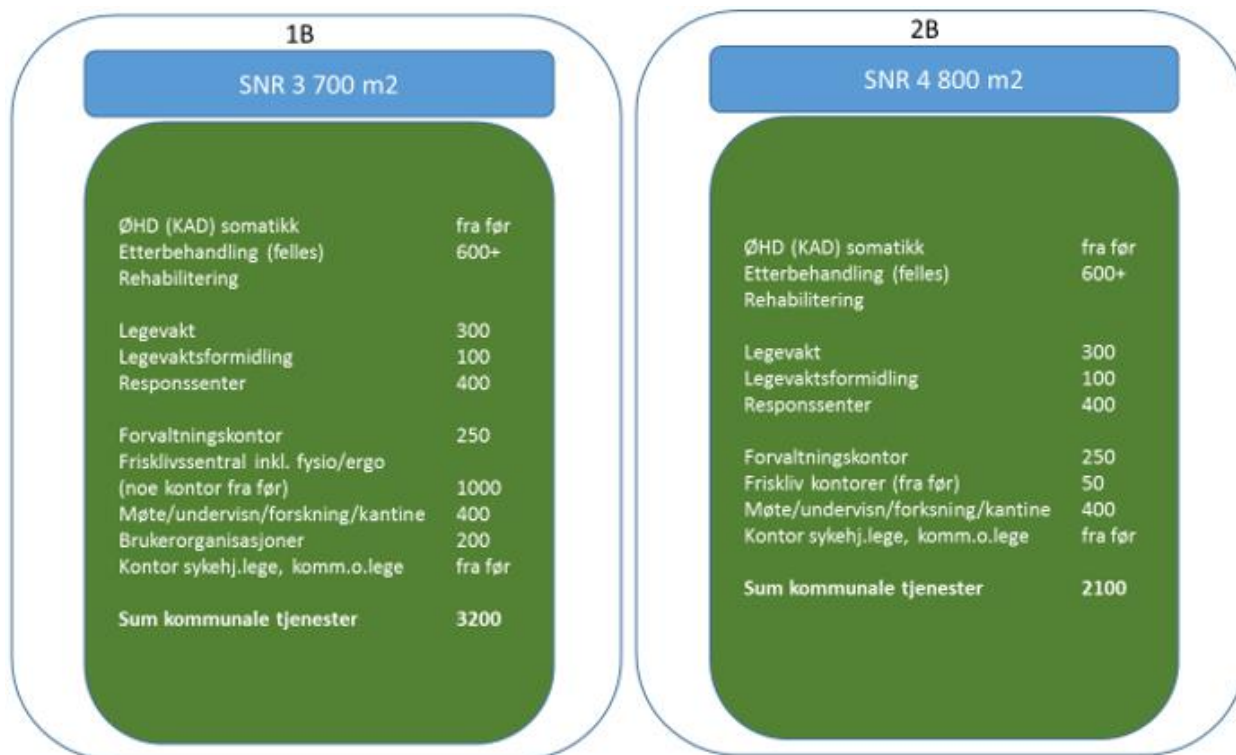 1B
SNR 3 700 m2
ØHD (KAD) somatikk fra før
Etterbehandling (felles) 600+
Rehabilitering
Legevakt 300
Legevaktsformidling 100
Responssenter 400
Forvaltningskontor 250
Frisklivssentral inkl. fysio/ergo
(noe kontor fra før) 1000
Møte/undervisn/forskning/kantine 400
Brukerorganisasjoner 200
Kontor sykehj.lege, komm.o.lege fra før
Sum kommunale tjenester 3200
2B
SNR 4 800 m2
ØHD (KAD) somatikk fra før
Etterbehandling (felles) 600+
Rehabilitering
Legevakt 300
Legevaktsformidling 100
Responssenter 400
Forvaltningskontor 250
Friskliv kontorer (fra før) 50
Møte/undervisn/forksning/kantine 400
Kontor sykehj.lege, komm.o.lege fra før
Sum kommunale tjenester 2100